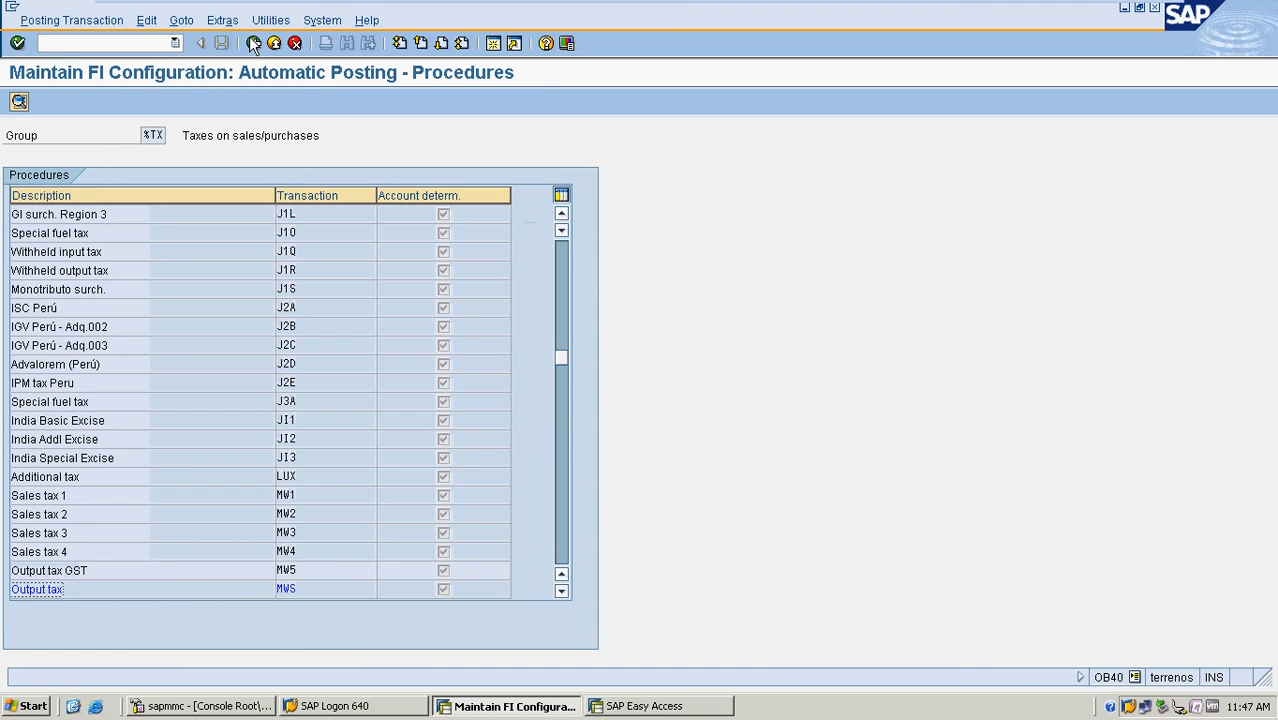 Posting Transaction Edit Goto Extras Utilities System Help
SAP
Maintain FI Configuration: Automatic Posting - Procedures
Group %TX Taxes on sales/purchases
Procedures
Description Transaction Account determ.
GI surch. Region 3 J1L
Special fuel tax J1O
Withheld input tax J1Q
Withheld output tax J1R
Monotributo surch. J1S
ISC Perú J2A
IGV Perú - Adq.002 J2B
IGV Perú - Adq.003 J2C
Advalorem (Perú) J2D
IPM tax Peru J2E
Special fuel tax J3A
India Basic Excise JI1
India Addl Excise JI2
India Special Excise JI3
Additional tax LUX
Sales tax 1 MW1
Sales tax 2 MW2
Sales tax 3 MW3
Sales tax 4 MW4
Output tax GST MW5
Output tax MWS
OB40 terrenos INS
Start sapmmc - [Console Root\... SAP Logon 640 Maintain FI Configura... SAP Easy Access 11:47 AM